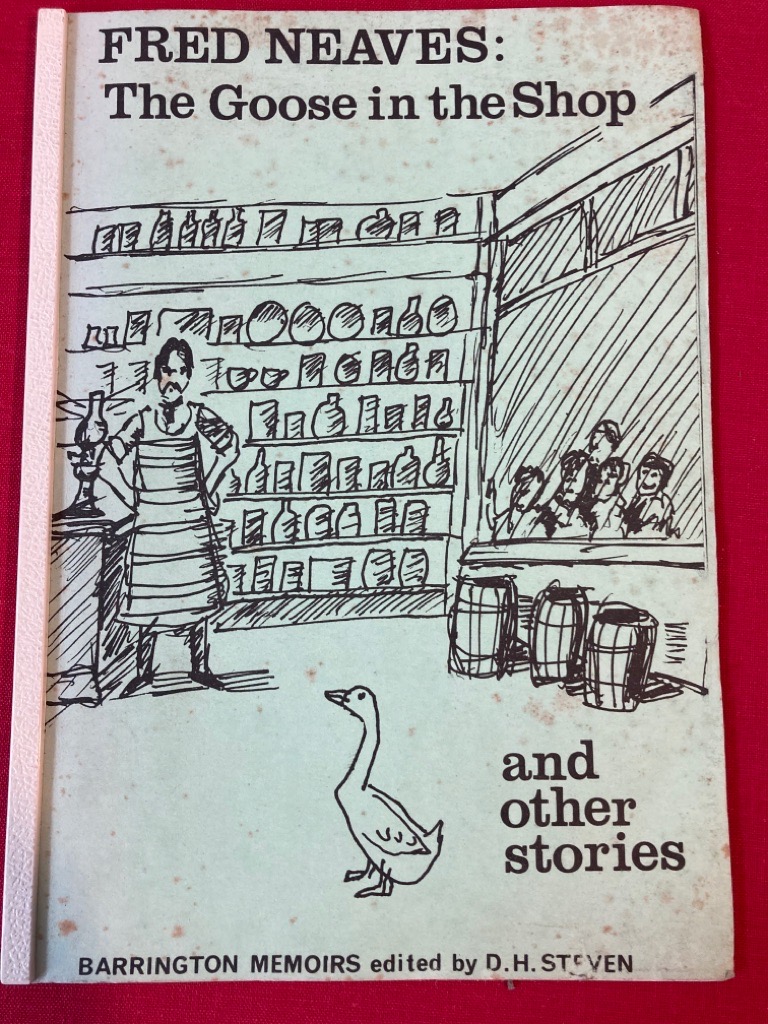 FRED NEAVES:
The Goose in the Shop
and
other
stories
BARRINGTON MEMOIRS edited by D.H. STEVEN